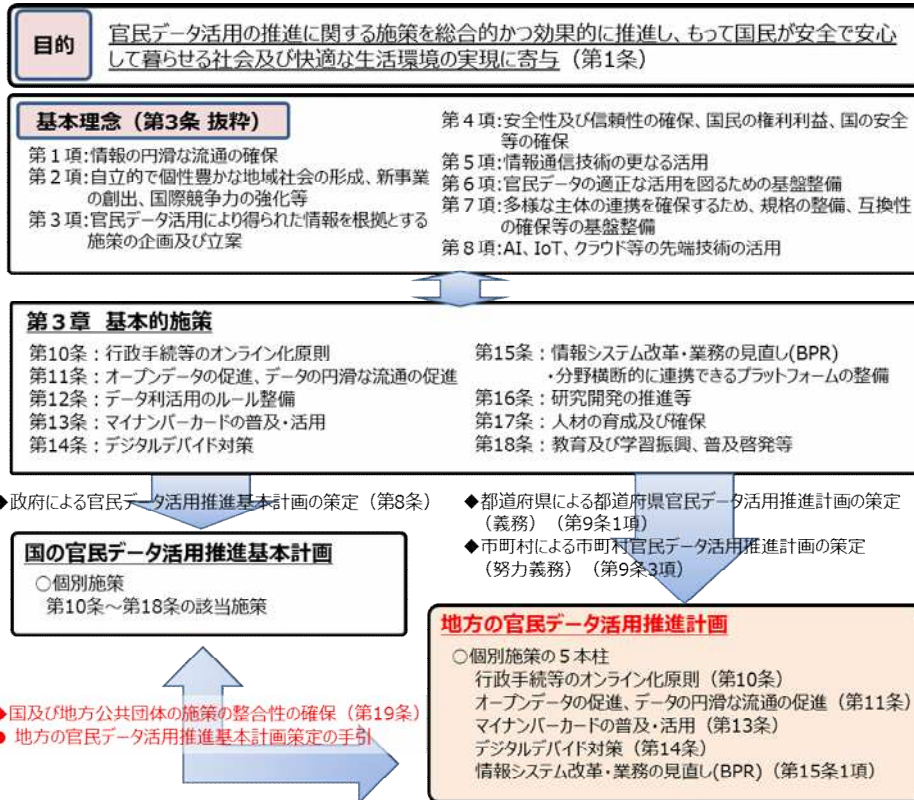 目的
官民データ活用の推進に関する施策を総合的かつ効果的に推進し、もって国民が安全で安心
して暮らせる社会及び快適な生活環境の実現に寄与（第1条）
基本理念（第3条 抜粋）
第１項:情報の円滑な流通の確保
第２項:自立的で個性豊かな地域社会の形成、新事業
の創出、国際競争力の強化等
第３項:官民データ活用により得られた情報を根拠とする
施策の企画及び立案
第４項:安全性及び信頼性の確保、国民の権利利益、国の安全
等の確保
第５項:情報通信技術の更なる活用
第６項:官民データの適正な活用を図るための基盤整備
第７項:多様な主体の連携を確保するため、規格の整備、互換性
の確保等の基盤整備
第８項:AI、IoT、クラウド等の先端技術の活用
第３章 基本的施策
第10条：行政手続等のオンライン化原則
第11条：オープンデータの促進、データの円滑な流通の促進
第12条：データ利活用のルール整備
第13条：マイナンバーカードの普及・活用
第14条：デジタルデバイド対策
第15条：情報システム改革・業務の見直し(BPR)
・分野横断的に連携できるプラットフォームの整備
第16条：研究開発の推進等
第17条：人材の育成及び確保
第18条：教育及び学習振興、普及啓発等
◆政府による官民データ活用推進基本計画の策定（第8条）
◆都道府県による都道府県官民データ活用推進計画の策定
（義務）（第9条1項）
◆市町村による市町村官民データ活用推進計画の策定
（努力義務）（第9条3項）
国の官民データ活用推進基本計画
○個別施策
第10条～第18条の該当施策
地方の官民データ活用推進計画
○個別施策の５本柱
行政手続等のオンライン化原則（第10条）
オープンデータの促進、データの円滑な流通の促進（第11条）
マイナンバーカードの普及・活用（第13条）
デジタルデバイド対策（第14条）
情報システム改革・業務の見直し(BPR)（第15条1項）
◆国及び地方公共団体の施策の整合性の確保（第19条）
● 地方の官民データ活用推進基本計画策定の手引